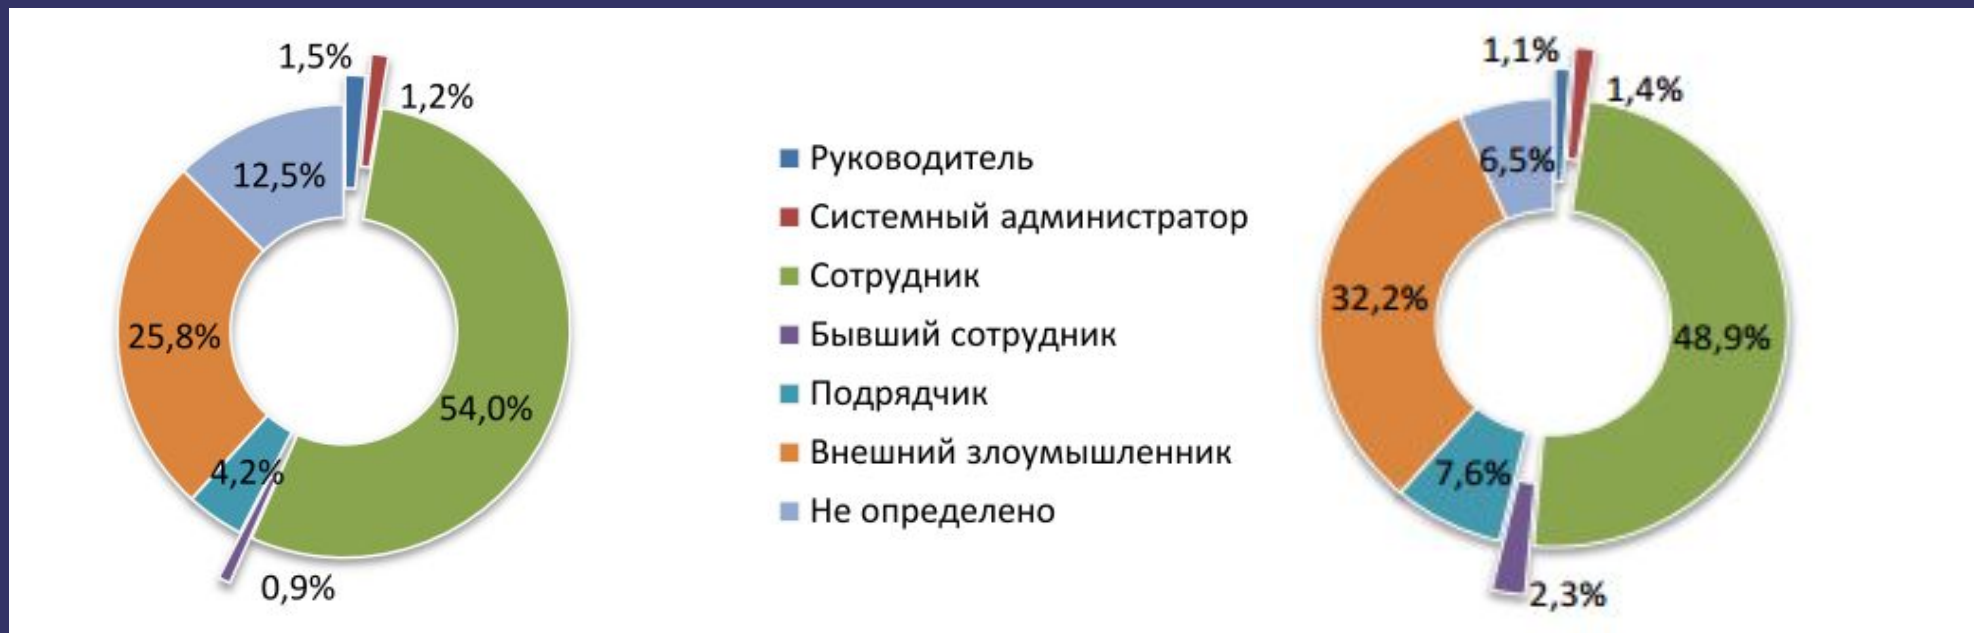 1,5%
1,2%
12,5%
25,8%
54,0%
4,2%
0,9%
Руководитель
Системный администратор
Сотрудник
Бывший сотрудник
Подрядчик
Внешний злоумышленник
Не определено
1,1%
1,4%
6,5%
32,2%
48,9%
7,6%
2,3%